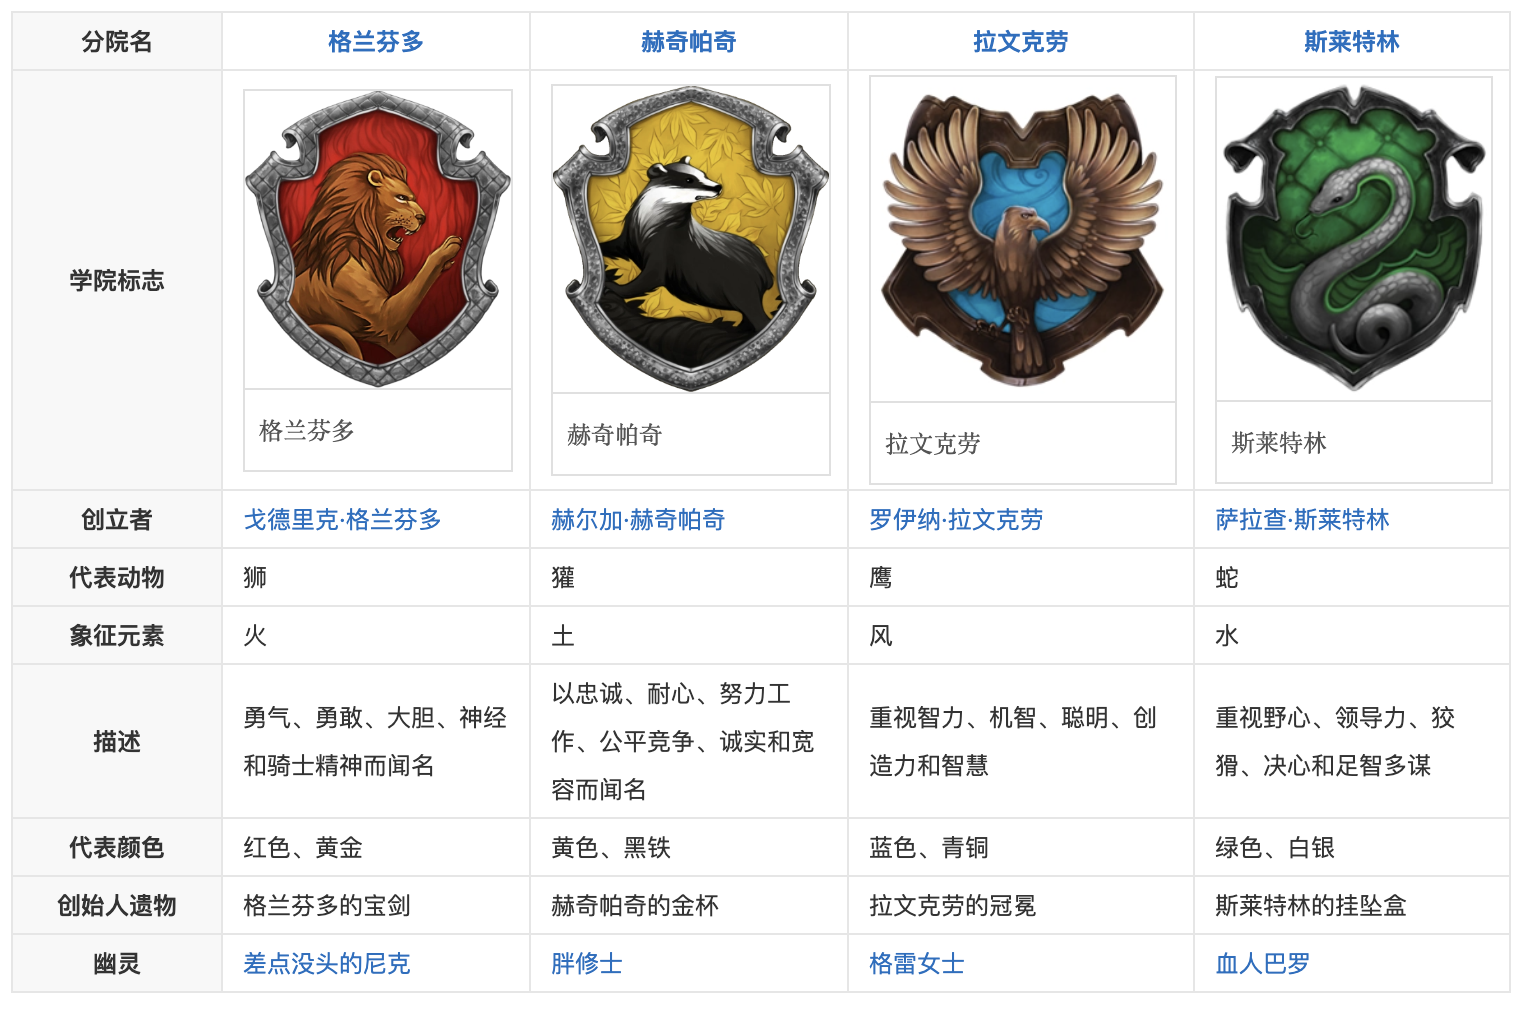 分院名 格兰芬多 赫奇帕奇 拉文克劳 斯莱特林
学院标志 格兰芬多 赫奇帕奇 拉文克劳 斯莱特林
创立者 戈德里克·格兰芬多 赫尔加·赫奇帕奇 罗伊纳·拉文克劳 萨拉查·斯莱特林
代表动物 狮 獾 鹰 蛇
象征元素 火 土 风 水
描述
勇气、勇敢、大胆、神经
和骑士精神而闻名
以忠诚、耐心、努力工
作、公平竞争、诚实和宽
容而闻名
重视智力、机智、聪明、创
造力和智慧
重视野心、领导力、狡
猾、决心和足智多谋
代表颜色 红色、黄金 黄色、黑铁 蓝色、青铜 绿色、白银
创始人遗物 格兰芬多的宝剑 赫奇帕奇的金杯 拉文克劳的冠冕 斯莱特林的挂坠盒
幽灵 差点没头的尼克 胖修士 格雷女士 血人巴罗